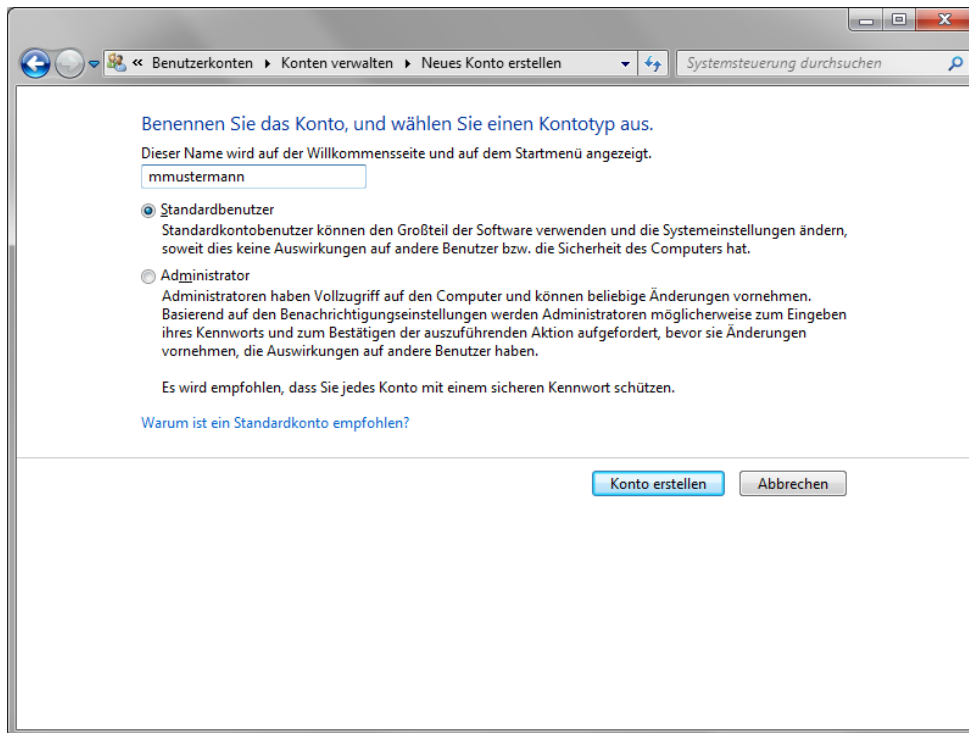 « Benutzerkonten ▸ Konten verwalten ▸ Neues Konto erstellen
Systemsteuerung durchsuchen
Benennen Sie das Konto, und wählen Sie einen Kontotyp aus.
Dieser Name wird auf der Willkommensseite und auf dem Startmenü angezeigt.
mmustermann
Standardbenutzer
Standardkontobenutzer können den Großteil der Software verwenden und die Systemeinstellungen ändern,
soweit dies keine Auswirkungen auf andere Benutzer bzw. die Sicherheit des Computers hat.
Administrator
Administratoren haben Vollzugriff auf den Computer und können beliebige Änderungen vornehmen.
Basierend auf den Benachrichtigungseinstellungen werden Administratoren möglicherweise zum Eingeben
ihres Kennworts und zum Bestätigen der auszuführenden Aktion aufgefordert, bevor sie Änderungen
vornehmen, die Auswirkungen auf andere Benutzer haben.
Es wird empfohlen, dass Sie jedes Konto mit einem sicheren Kennwort schützen.
Warum ist ein Standardkonto empfohlen?
Konto erstellen
Abbrechen